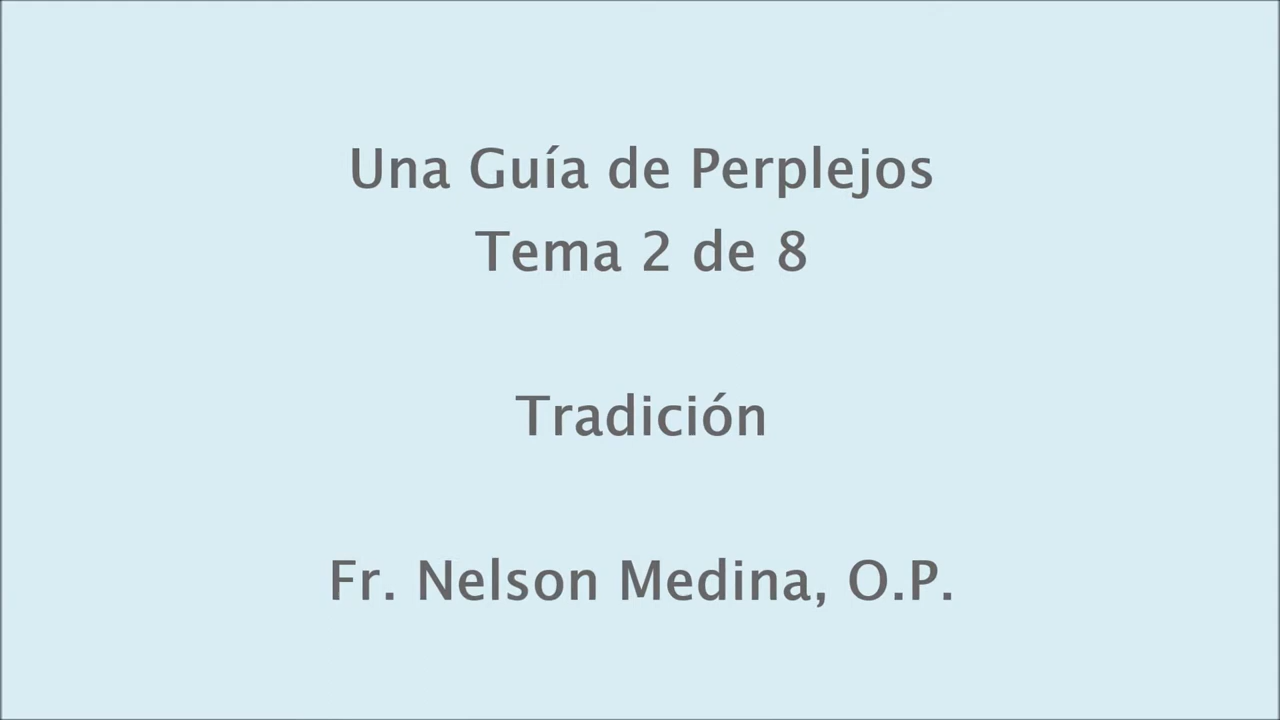 Una Guía de Perplejos
Tema 2 de 8
Tradición
Fr. Nelson Medina, O.P.